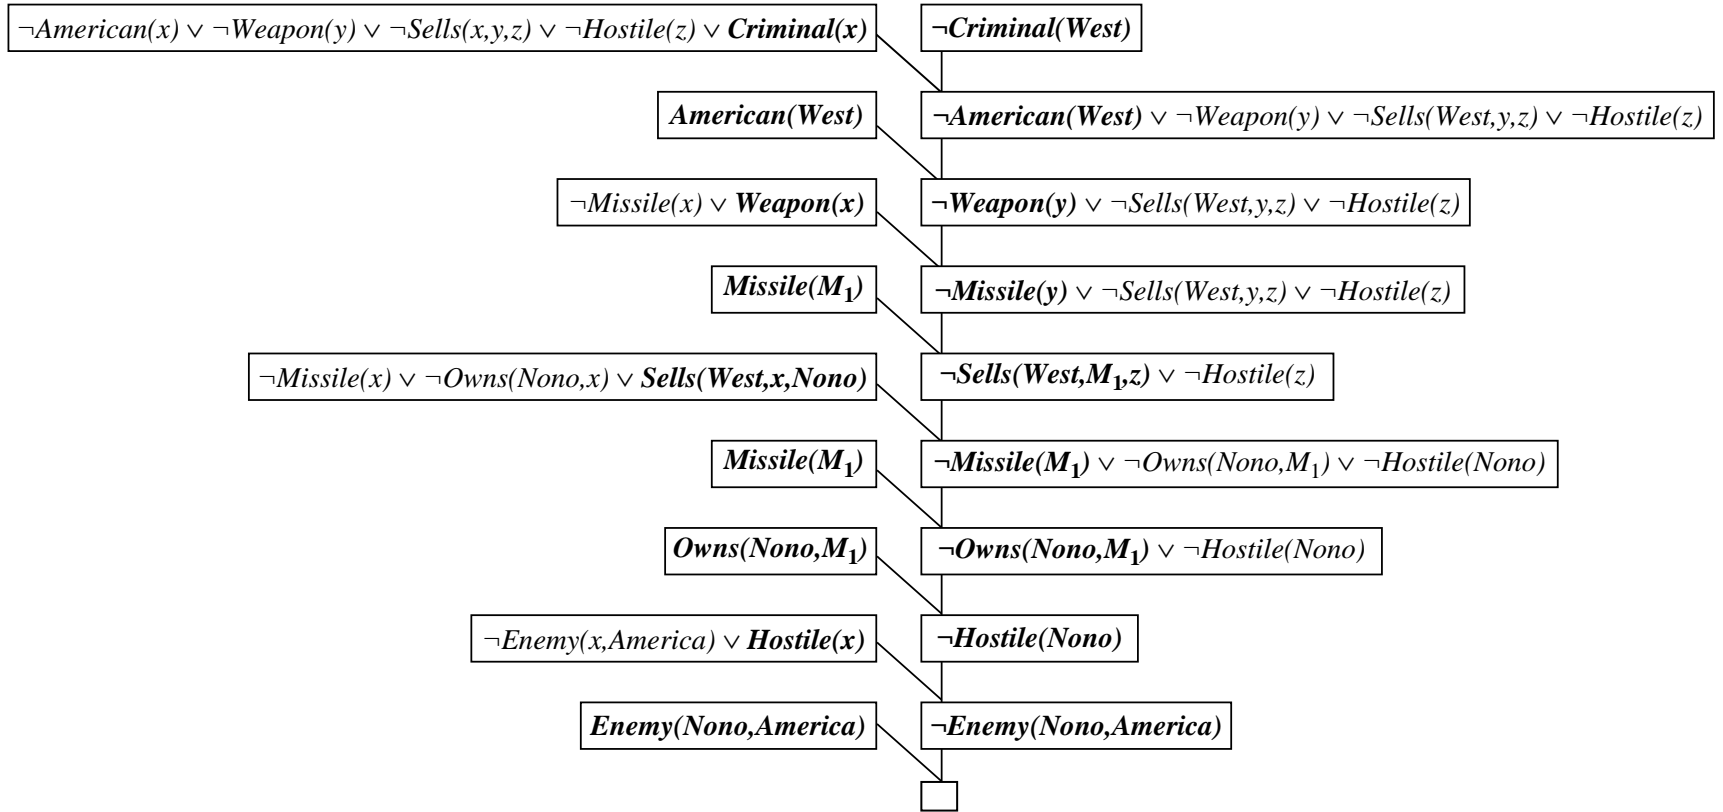 ¬American(x) ∨ ¬Weapon(y) ∨ ¬Sells(x,y,z) ∨ ¬Hostile(z) ∨ Criminal(x)
¬Criminal(West)
American(West)
¬American(West) ∨ ¬Weapon(y) ∨ ¬Sells(West,y,z) ∨ ¬Hostile(z)
¬Missile(x) ∨ Weapon(x)
¬Weapon(y) ∨ ¬Sells(West,y,z) ∨ ¬Hostile(z)
Missile(M₁)
¬Missile(y) ∨ ¬Sells(West,y,z) ∨ ¬Hostile(z)
¬Missile(x) ∨ ¬Owns(Nono,x) ∨ Sells(West,x,Nono)
¬Sells(West,M₁,z) ∨ ¬Hostile(z)
Missile(M₁)
¬Missile(M₁) ∨ ¬Owns(Nono,M₁) ∨ ¬Hostile(Nono)
Owns(Nono,M₁)
¬Owns(Nono,M₁) ∨ ¬Hostile(Nono)
¬Enemy(x,America) ∨ Hostile(x)
¬Hostile(Nono)
Enemy(Nono,America)
¬Enemy(Nono,America)